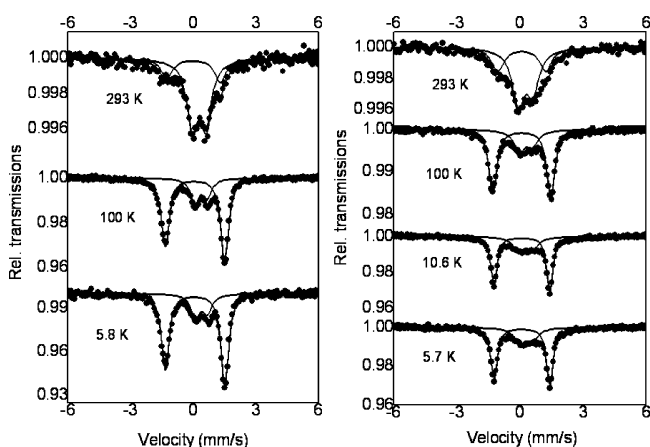 -6 -3 0 3 6
1.000
0.998
0.996
293 K
1.00
0.98
0.96
100 K
0.99
0.96
0.93
5.8 K
Rel. transmissions
-6 -3 0 3 6
Velocity (mm/s)
-6 -3 0 3 6
1.000
0.998
0.996
293 K
1.00
0.99
0.98
100 K
1.00
0.98
0.96
10.6 K
1.00
0.98
0.96
5.7 K
Rel. transmissions
-6 -3 0 3 6
Velocity (mm/s)